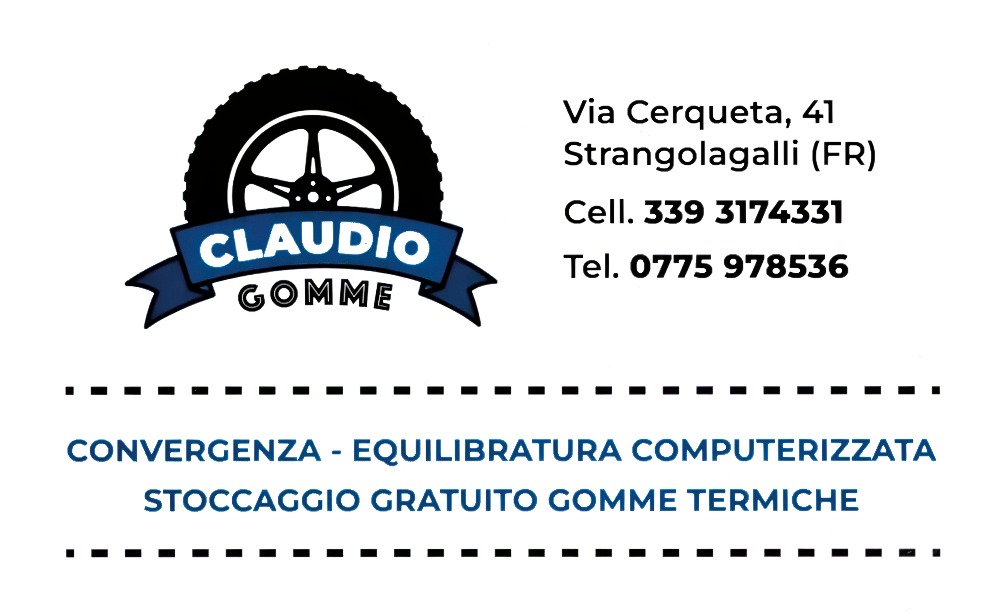 CLAUDIO
GOMME
Via Cerqueta, 41
Strangolagalli (FR)
Cell. 339 3174331
Tel. 0775 978536
CONVERGENZA - EQUILIBRATURA COMPUTERIZZATA
STOCCAGGIO GRATUITO GOMME TERMICHE